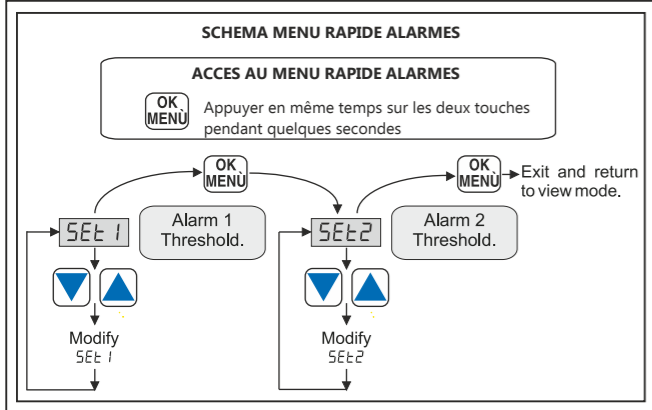 SCHEMA MENU RAPIDE ALARMES
ACCES AU MENU RAPIDE ALARMES
OK
MENÙ
Appuyer en même temps sur les deux touches
pendant quelques secondes
OK
MENÙ
OK
MENÙ
Exit and return
to view mode.
SEt 1
Alarm 1
Threshold.
SEt2
Alarm 2
Threshold.
Modify
SEt 1
Modify
SEt2